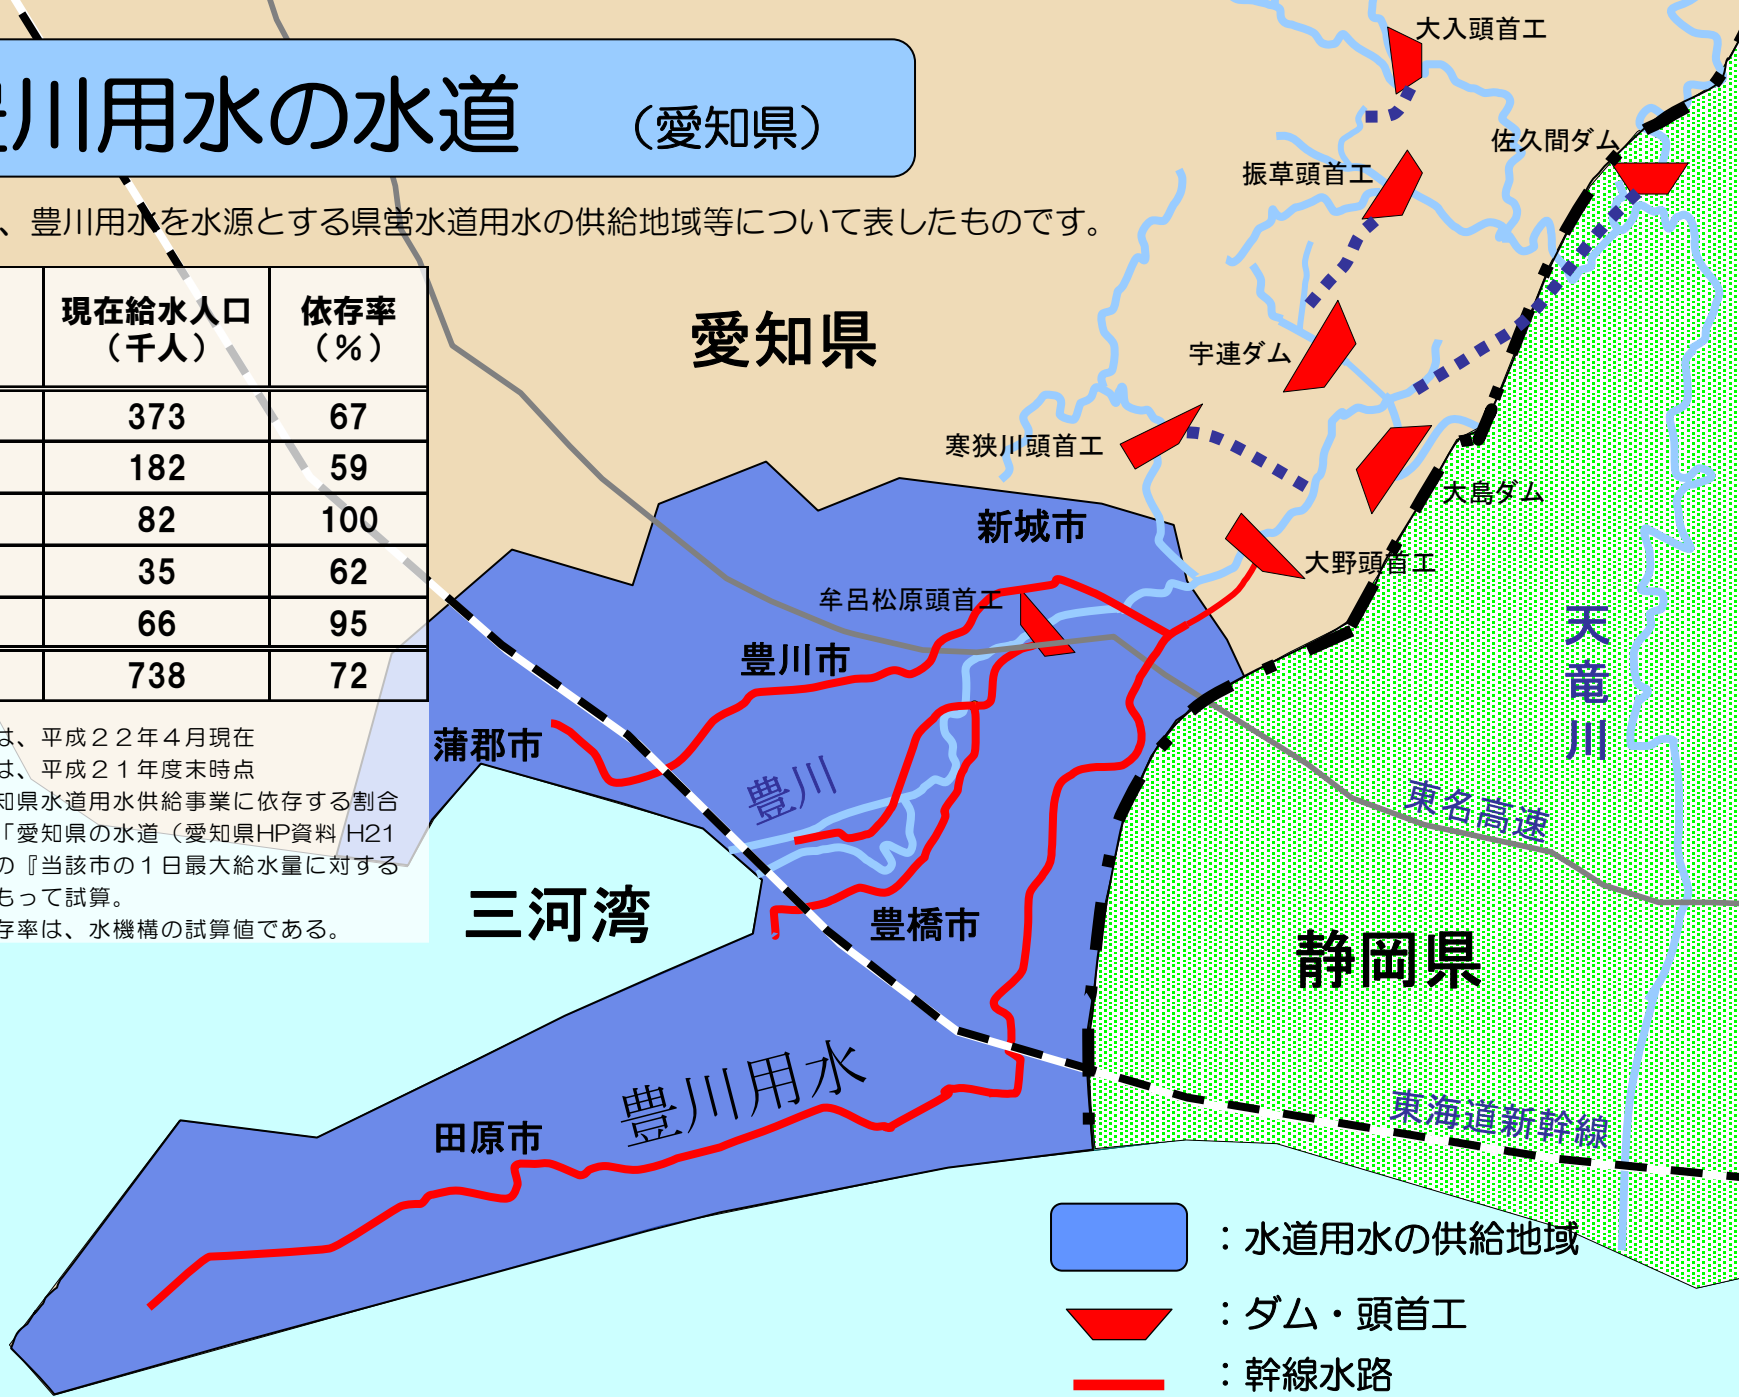 大入頭首工
豊川用水の水道 （愛知県）
佐久間ダム
振草頭首工
、豊川用水を水源とする県営水道用水の供給地域等について表したものです。
現在給水人口
（千人）
依存率
（％）
373 67
182 59
82 100
35 62
66 95
738 72
愛知県
宇連ダム
寒狭川頭首工
大島ダム
新城市
大野頭首工
牟呂松原頭首工
豊川市
天竜川
は、平成２２年４月現在
は、平成２１年度末時点
知県水道用水供給事業に依存する割合
「愛知県の水道（愛知県HP資料 H21
の『当該市の１日最大給水量に対する
もって試算。
存率は、水機構の試算値である。
蒲郡市
豊川
東名高速
三河湾
豊橋市
静岡県
豊川用水
田原市
東海道新幹線
：水道用水の供給地域
：ダム・頭首工
：幹線水路